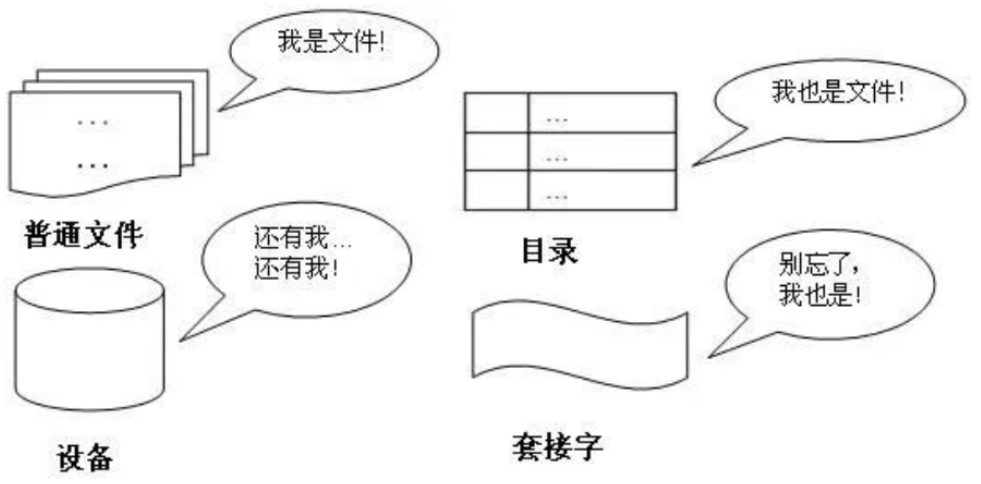 我是文件!
...
...
普通文件
我也是文件!
...
...
...
目录
还有我...
还有我!
设备
别忘了,
我也是!
套接字